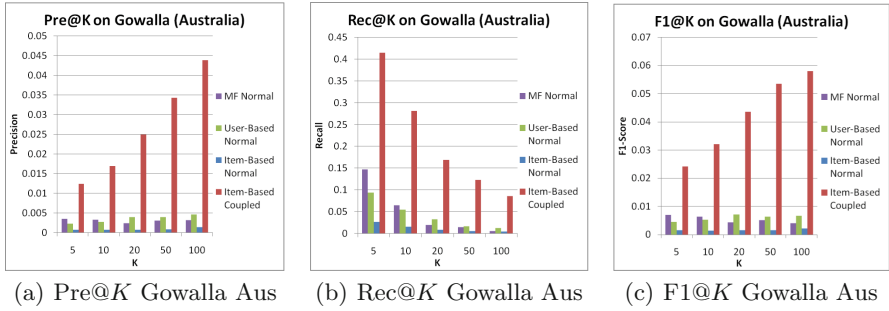 Pre@K on Gowalla (Australia)
0.05
0.045
0.04
0.035
0.03
0.025
0.02
0.015
0.01
0.005
0
Precision
5 10 20 50 100
K
MF Normal
User-Based
Normal
Item-Based
Normal
Item-Based
Coupled
(a) Pre@K Gowalla Aus
Rec@K on Gowalla (Australia)
0.45
0.4
0.35
0.3
0.25
0.2
0.15
0.1
0.05
0
Recall
5 10 20 50 100
K
MF Normal
User-Based
Normal
Item-Based
Normal
Item-Based
Coupled
(b) Rec@K Gowalla Aus
F1@K on Gowalla (Australia)
0.07
0.06
0.05
0.04
0.03
0.02
0.01
0
F1-Score
5 10 20 50 100
K
MF Normal
User-Based
Normal
Item-Based
Normal
Item-Based
Coupled
(c) F1@K Gowalla Aus